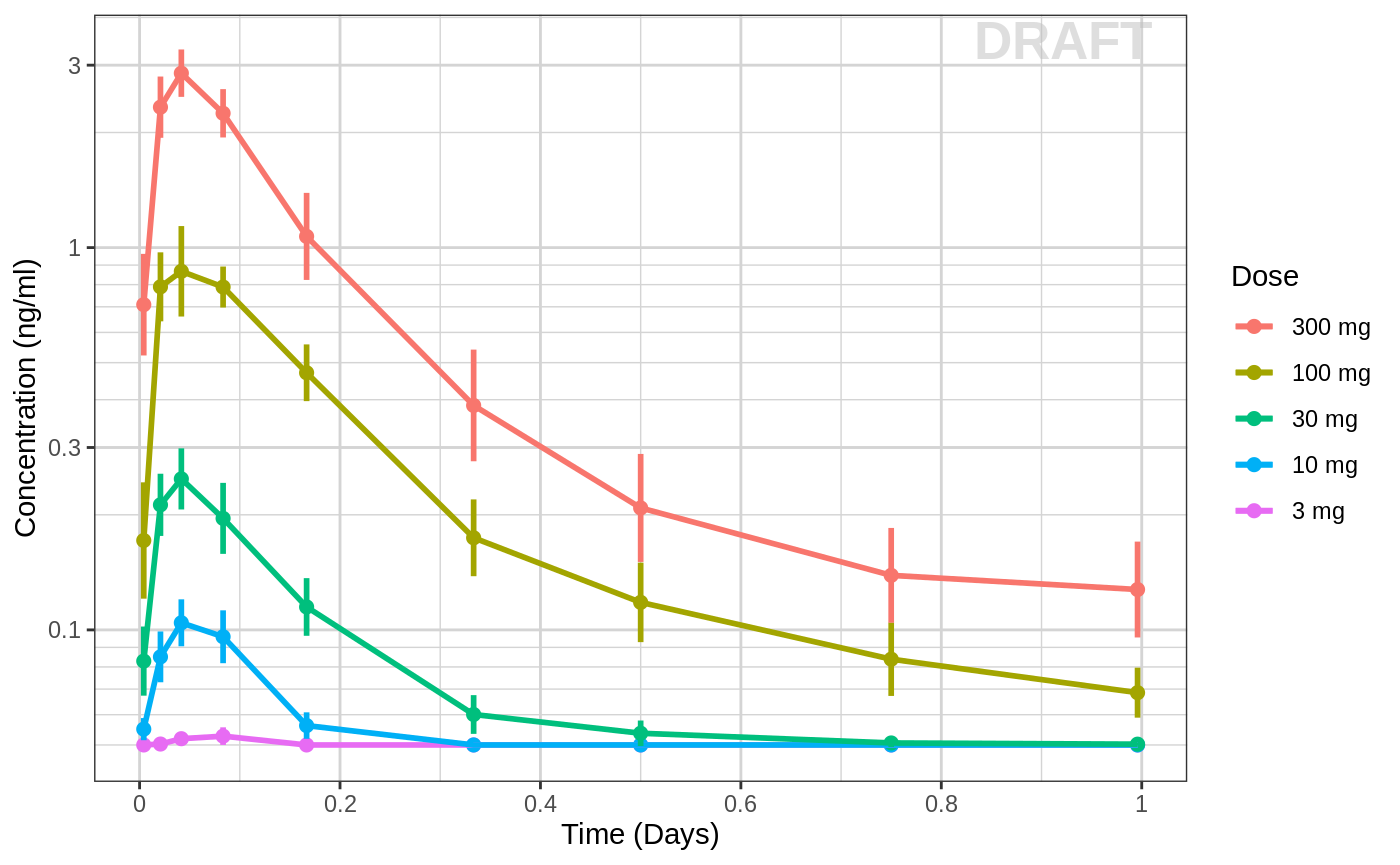 DRAFT
3
1
0.3
0.1
Concentration (ng/ml)
0 0.2 0.4 0.6 0.8 1
Time (Days)
Dose
300 mg
100 mg
30 mg
10 mg
3 mg